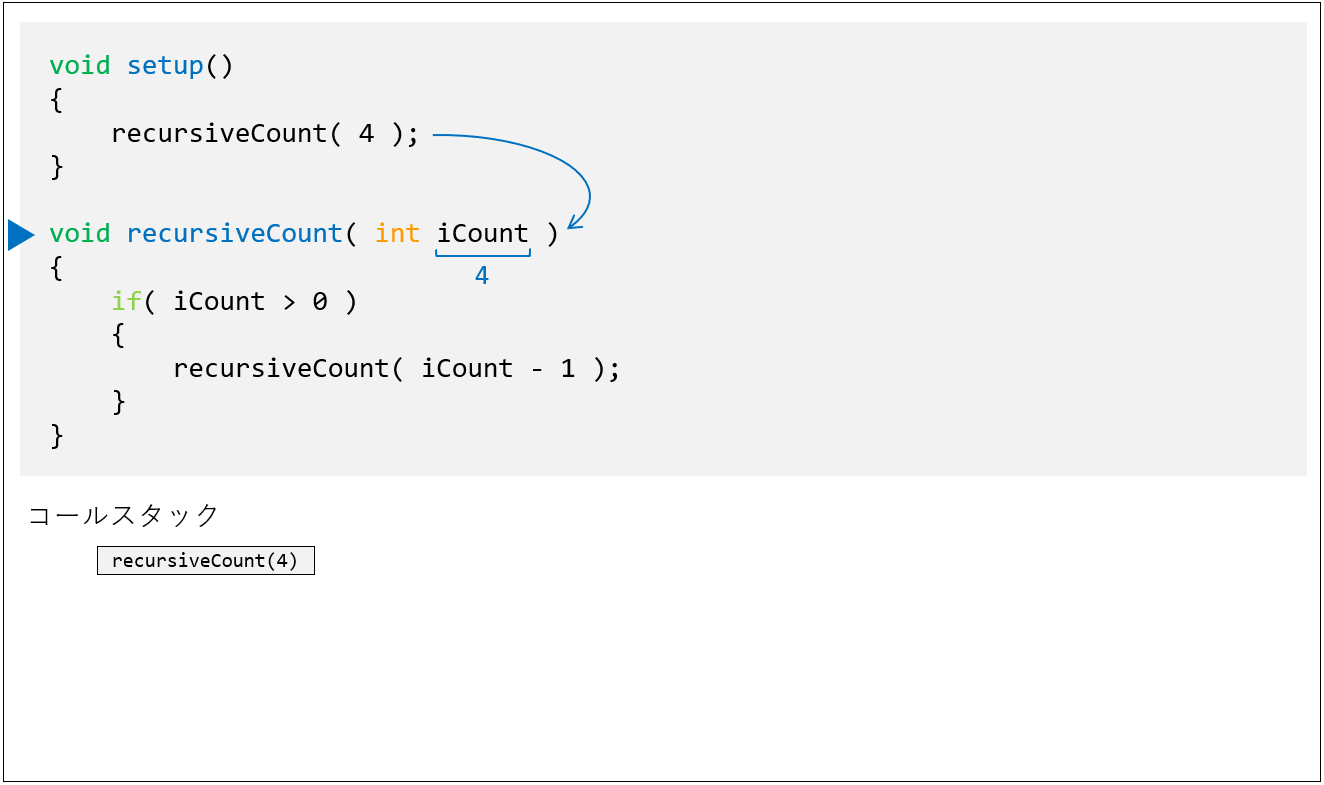 void setup()
{
    recursiveCount( 4 );
}
void recursiveCount( int iCount )
{
4
    if( iCount > 0 )
    {
        recursiveCount( iCount - 1 );
    }
}
コールスタック
recursiveCount(4)